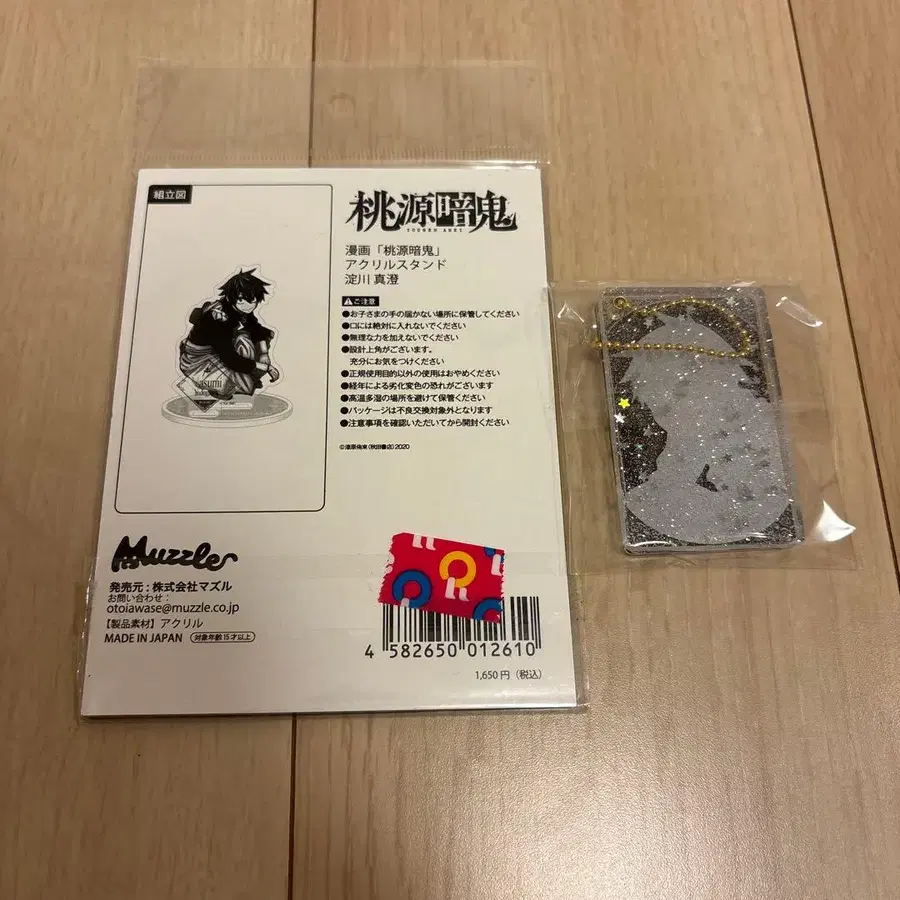 組立図
桃源暗鬼
TOUGEN ANKI
漫画「桃源暗鬼」
アクリルスタンド
淀川 真澄
ご注意
●お子さまの手の届かない場所に保管してください
●口には絶対に入れないでください
●無理な力を加えないでください
●設計上角がございます。
充分にお気をつけください
●正規使用目的以外の使用はおやめください
●経年による劣化変色の恐れがございます
●高温多湿の場所を避けて保管ください
●パッケージは不良交換対象外となります
●注意事項を確認いただいてから開封ください
©漆原侑来(秋田書店)2020
Muzzle
発売元:株式会社マズル
お問い合わせ:
otoiawase@muzzle.co.jp
【製品素材】アクリル
MADE IN JAPAN 対象年齢15才以上
4 582650 012610
1,650円(税込)